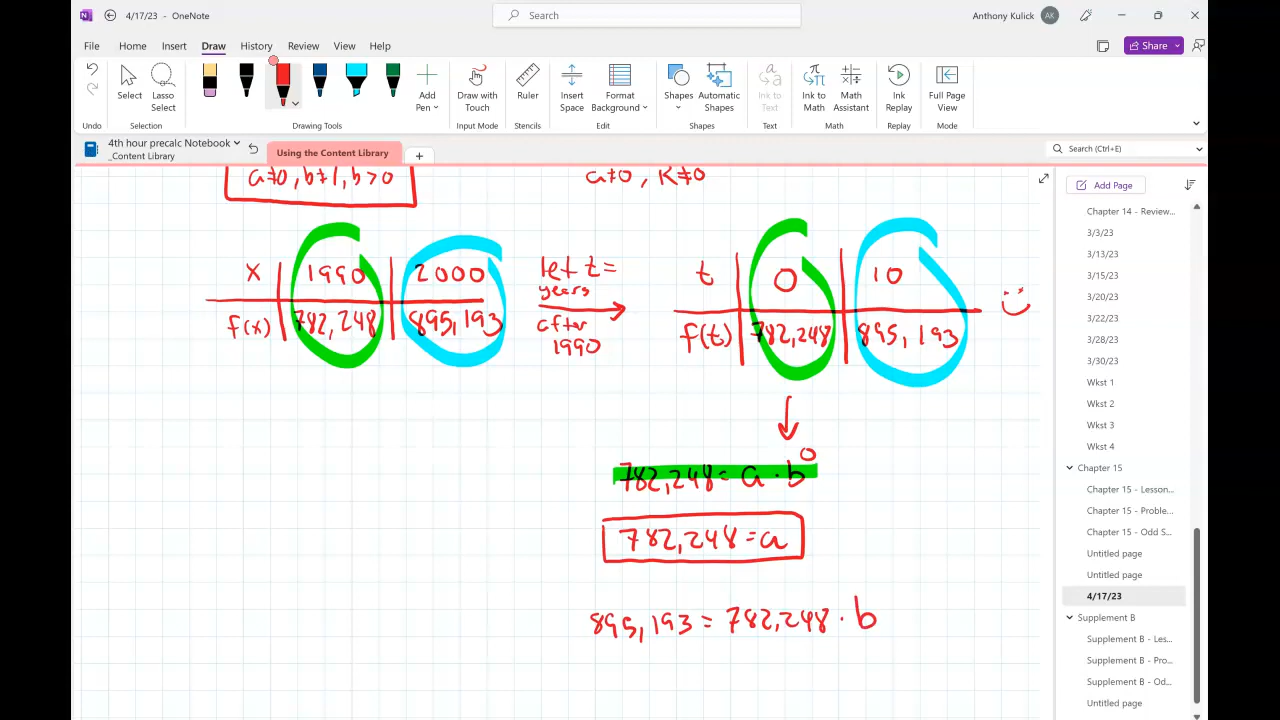 4/17/23 - OneNote
Search
Anthony Kulick
AK
File Home Insert Draw History Review View Help
Share
Undo
Select
Lasso Select
Add Pen
Draw with Touch
Ruler
Insert Space
Format Background
Shapes
Automatic Shapes
Ink to Text
Ink to Math
Math Assistant
Ink Replay
Full Page View
Undo Selection Drawing Tools Input Mode Stencils Edit Shapes Text Math Replay Mode
4th hour precalc Notebook
_Content Library
Using the Content Library
+
Search (Ctrl+E)
Add Page
a≠0, b≠1, b>0
a≠0, K≠0
x 1990 2000
f(x) 782,248 895,193
let t=
years
after
1990
t 0 10
f(t) 782,248 895,193
782,248 = a · b^0
782,248 = a
895,193 = 782,248 · b
Chapter 14 - Review...
3/3/23
3/13/23
3/15/23
3/20/23
3/22/23
3/28/23
3/30/23
Wkst 1
Wkst 2
Wkst 3
Wkst 4
Chapter 15
Chapter 15 - Lesson...
Chapter 15 - Proble...
Chapter 15 - Odd S...
Untitled page
Untitled page
4/17/23
Supplement B
Supplement B - Les...
Supplement B - Pro...
Supplement B - Od...
Untitled page